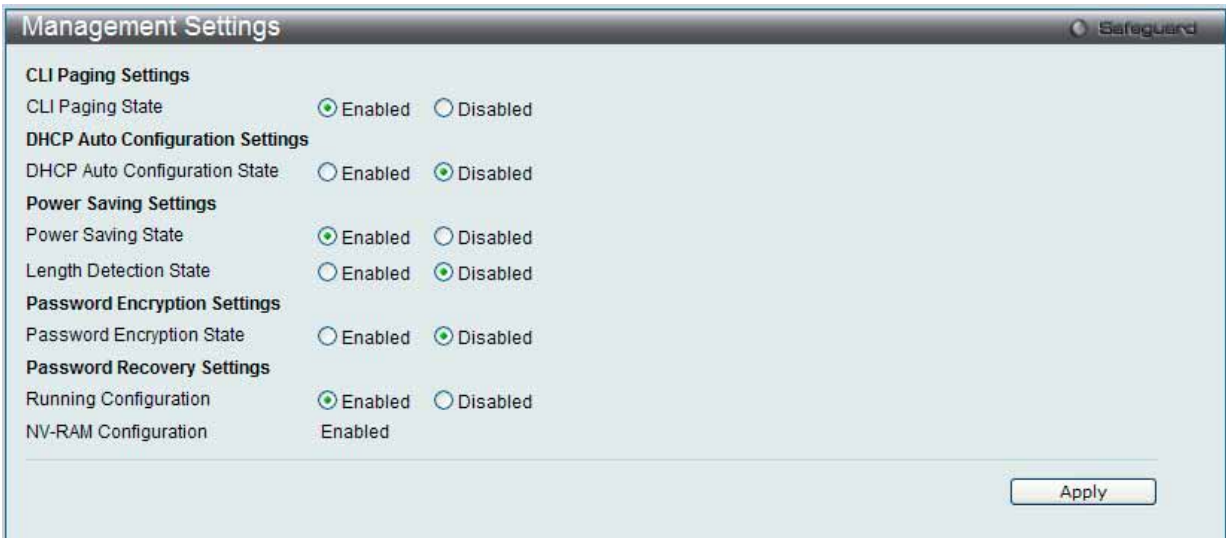 Management Settings
Safeguard
CLI Paging Settings
CLI Paging State Enabled Disabled
DHCP Auto Configuration Settings
DHCP Auto Configuration State Enabled Disabled
Power Saving Settings
Power Saving State Enabled Disabled
Length Detection State Enabled Disabled
Password Encryption Settings
Password Encryption State Enabled Disabled
Password Recovery Settings
Running Configuration Enabled Disabled
NV-RAM Configuration Enabled
Apply